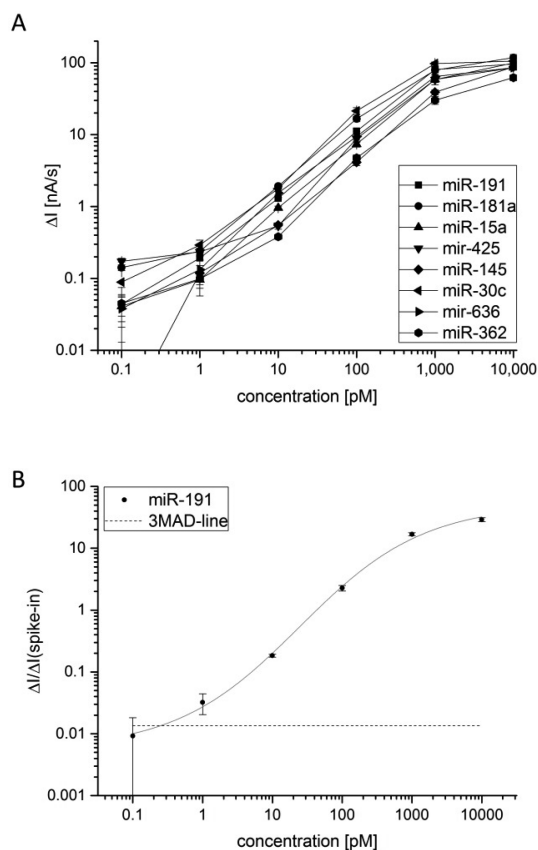 A
100
10
1
0.1
0.01
ΔI [nA/s]
miR-191
miR-181a
miR-15a
mir-425
miR-145
miR-30c
mir-636
miR-362
0.1 1 10 100 1,000 10,000
concentration [pM]
B
100
10
1
0.1
0.01
0.001
ΔI/ΔI(spike-in)
miR-191
3MAD-line
0.1 1 10 100 1000 10000
concentration [pM]